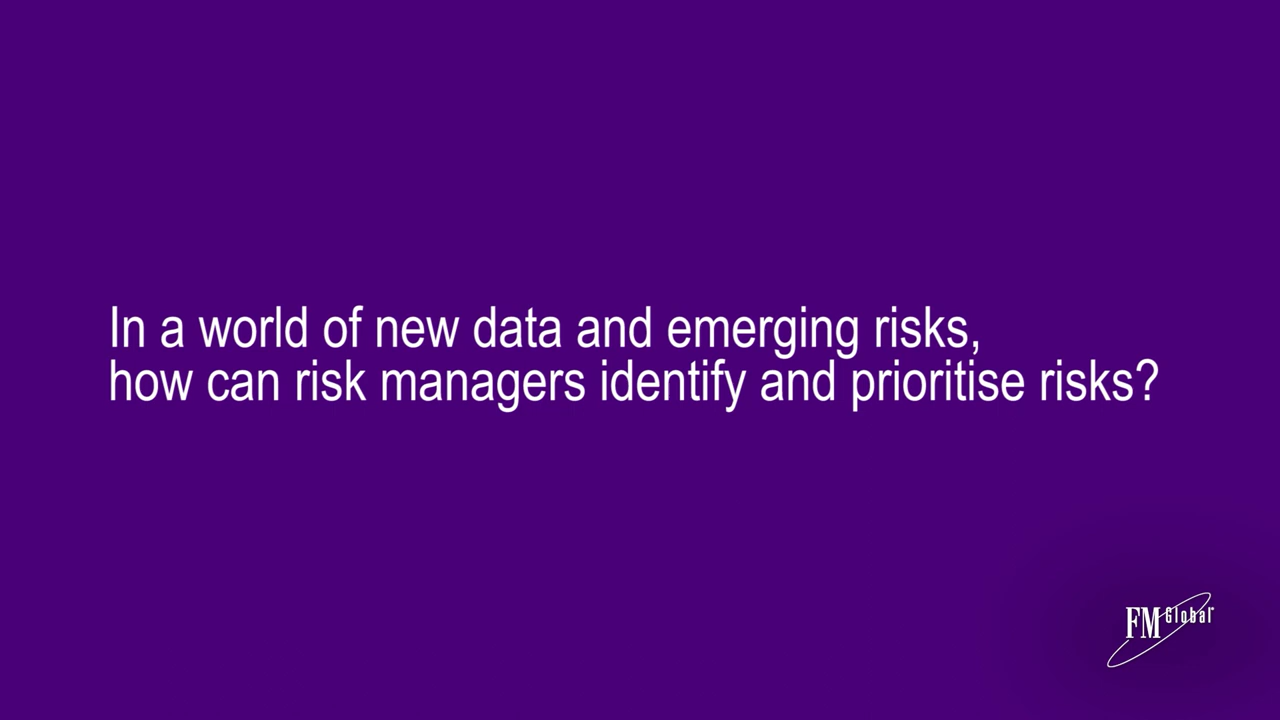 In a world of new data and emerging risks,
how can risk managers identify and prioritise risks?
FM Global